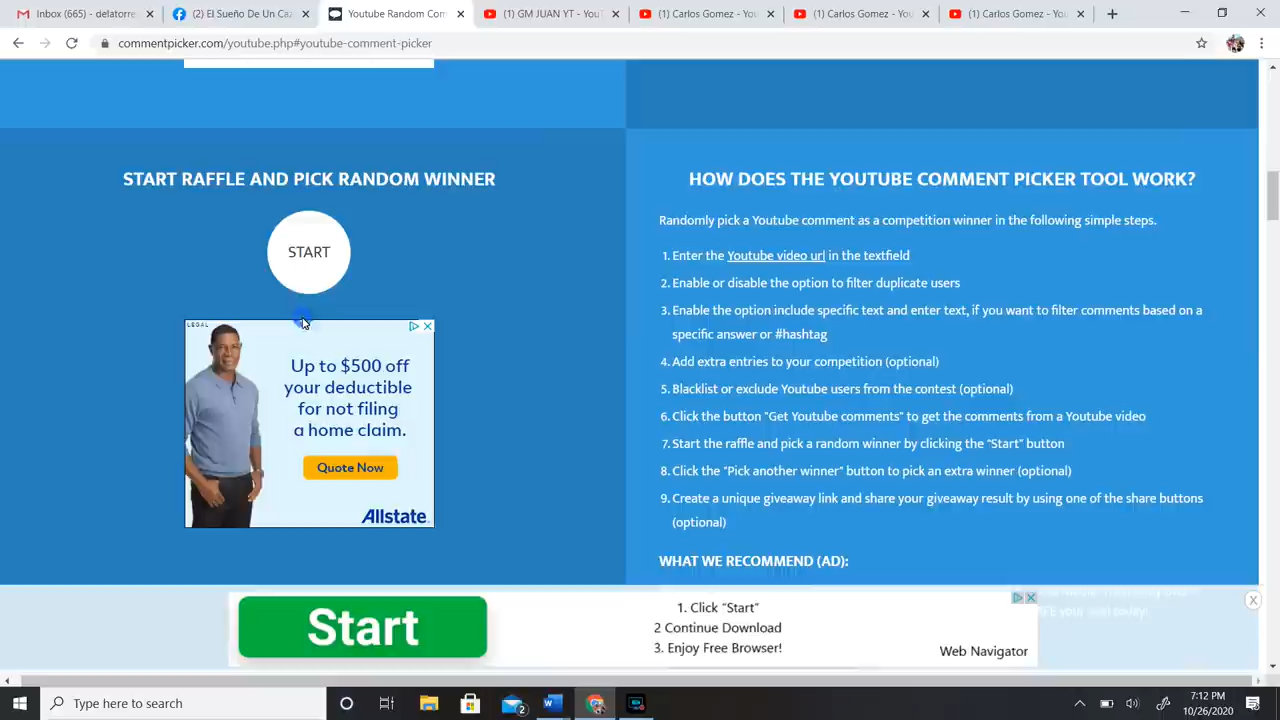 Inbox (665) - delatorre
(2) El Sueño De Un Caz
Youtube Random Com
(1) GM JUAN YT - YouT
(1) Carlos Gomez - You
(1) Carlos Gomez - You
(1) Carlos Gomez - You
commentpicker.com/youtube.php#youtube-comment-picker
START RAFFLE AND PICK RANDOM WINNER
START
LEGAL
Up to $500 off
your deductible
for not filing
a home claim.
Quote Now
Allstate
HOW DOES THE YOUTUBE COMMENT PICKER TOOL WORK?
Randomly pick a Youtube comment as a competition winner in the following simple steps.
1. Enter the Youtube video url in the textfield
2. Enable or disable the option to filter duplicate users
3. Enable the option include specific text and enter text, if you want to filter comments based on a
specific answer or #hashtag
4. Add extra entries to your competition (optional)
5. Blacklist or exclude Youtube users from the contest (optional)
6. Click the button "Get Youtube comments" to get the comments from a Youtube video
7. Start the raffle and pick a random winner by clicking the "Start" button
8. Click the "Pick another winner" button to pick an extra winner (optional)
9. Create a unique giveaway link and share your giveaway result by using one of the share buttons
(optional)
WHAT WE RECOMMEND (AD):
Start
1. Click “Start”
2 Continue Download
3. Enjoy Free Browser!
Web Navigator
Type here to search
2
7:12 PM
10/26/2020